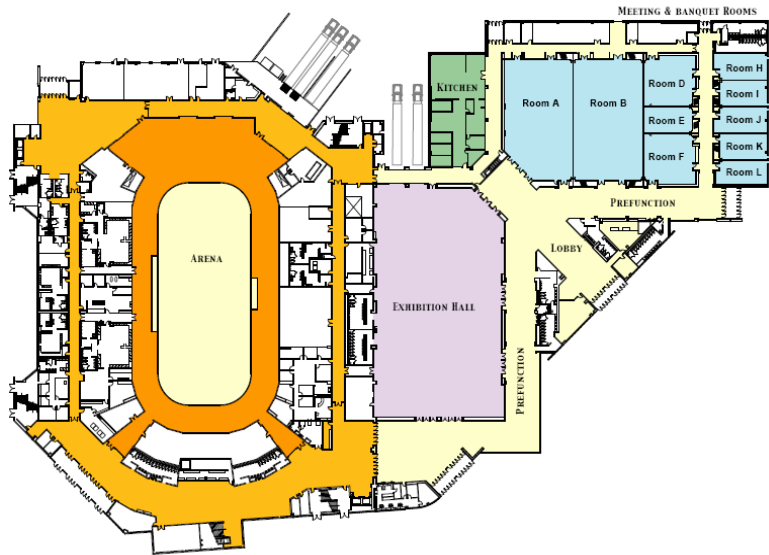 MEETING & BANQUET ROOMS
KITCHEN
Room A
Room B
Room D
Room E
Room F
Room H
Room I
Room J
Room K
Room L
PREFUNCTION
LOBBY
ARENA
EXHIBITION HALL
PREFUNCTION